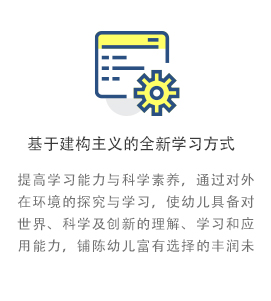 基于建构主义的全新学习方式
提高学习能力与科学素养，通过对外
在环境的探究与学习，使幼儿具备对
世界、科学及创新的理解、学习和应
用能力，铺陈幼儿富有选择的丰润未